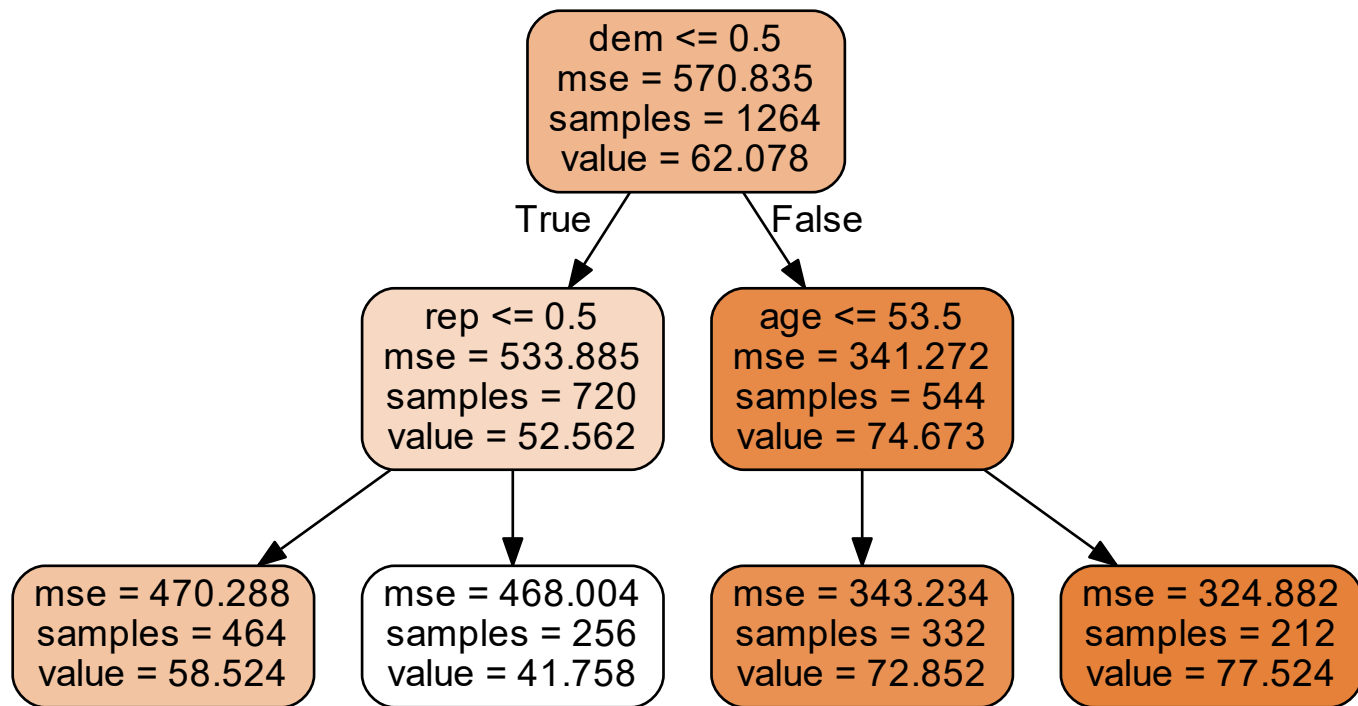 dem <= 0.5
mse = 570.835
samples = 1264
value = 62.078
True
False
rep <= 0.5
mse = 533.885
samples = 720
value = 52.562
age <= 53.5
mse = 341.272
samples = 544
value = 74.673
mse = 470.288
samples = 464
value = 58.524
mse = 468.004
samples = 256
value = 41.758
mse = 343.234
samples = 332
value = 72.852
mse = 324.882
samples = 212
value = 77.524